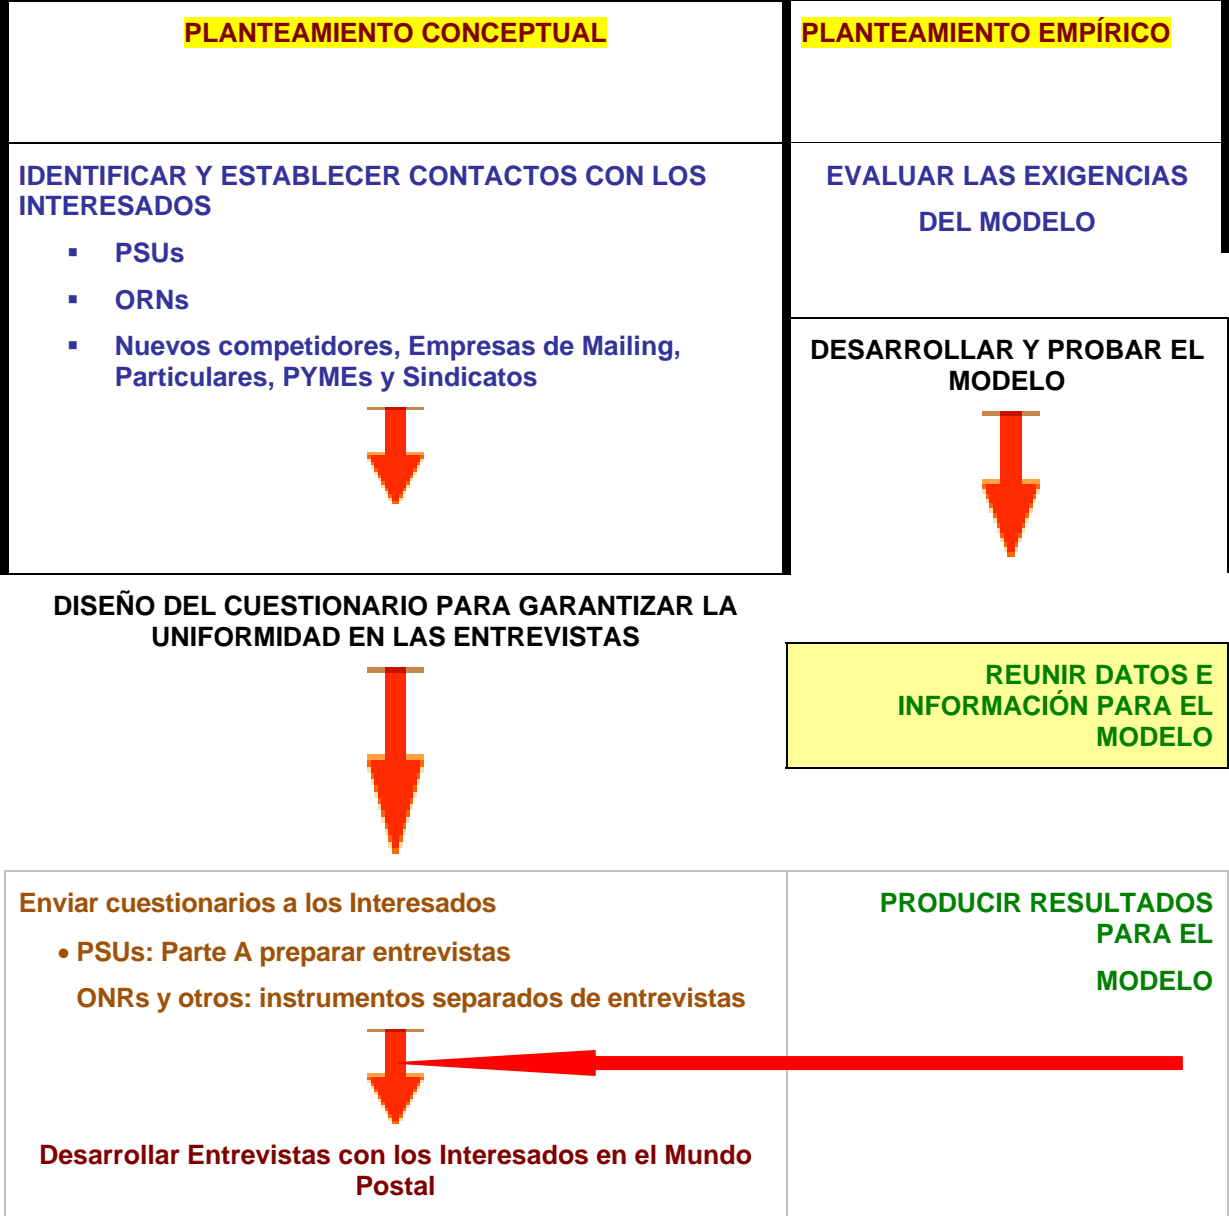 PLANTEAMIENTO CONCEPTUAL
PLANTEAMIENTO EMPÍRICO
IDENTIFICAR Y ESTABLECER CONTACTOS CON LOS
INTERESADOS
▪ PSUs
▪ ORNs
▪ Nuevos competidores, Empresas de Mailing,
Particulares, PYMEs y Sindicatos
EVALUAR LAS EXIGENCIAS
DEL MODELO
DESARROLLAR Y PROBAR EL
MODELO
DISEÑO DEL CUESTIONARIO PARA GARANTIZAR LA
UNIFORMIDAD EN LAS ENTREVISTAS
REUNIR DATOS E
INFORMACIÓN PARA EL
MODELO
Enviar cuestionarios a los Interesados
• PSUs: Parte A preparar entrevistas
ONRs y otros: instrumentos separados de entrevistas
PRODUCIR RESULTADOS
PARA EL
MODELO
Desarrollar Entrevistas con los Interesados en el Mundo
Postal